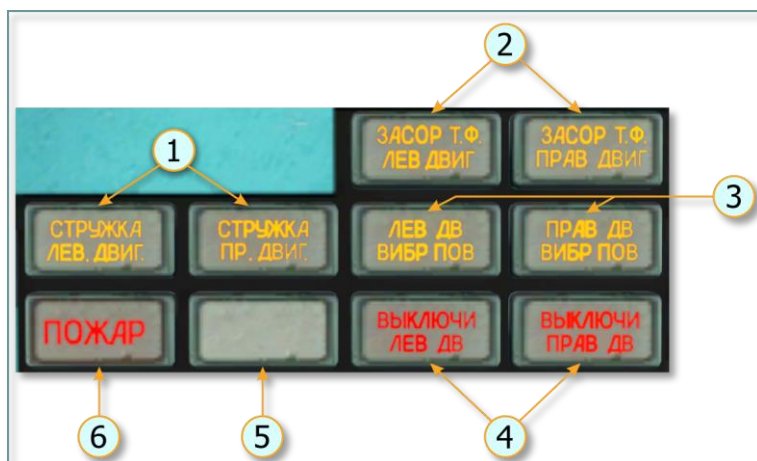 2
ЗАСОР Т.Ф.
ЛЕВ ДВИГ
ЗАСОР Т.Ф.
ПРАВ ДВИГ
1
3
СТРУЖКА
ЛЕВ. ДВИГ.
СТРУЖКА
ПР. ДВИГ.
ЛЕВ ДВ
ВИБР ПОВ
ПРАВ ДВ
ВИБР ПОВ
ПОЖАР
ВЫКЛЮЧИ
ЛЕВ ДВ
ВЫКЛЮЧИ
ПРАВ ДВ
6
5
4